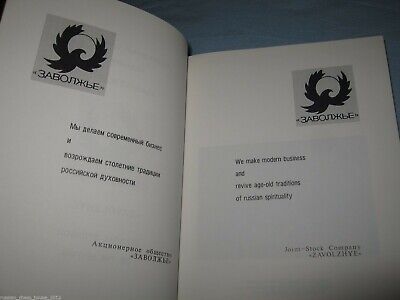 «ЗАВОЛЖЬЕ»
Мы делаем современный бизнес
и
возрождаем столетние традиции
российской духовности
Акционерное общество
«ЗАВОЛЖЬЕ»
«ЗАВОЛЖЬЕ»
We make modern business
and
revive age-old traditions
of russian spirituality
Joint-Stock Company
«ZAVOLZHYE»